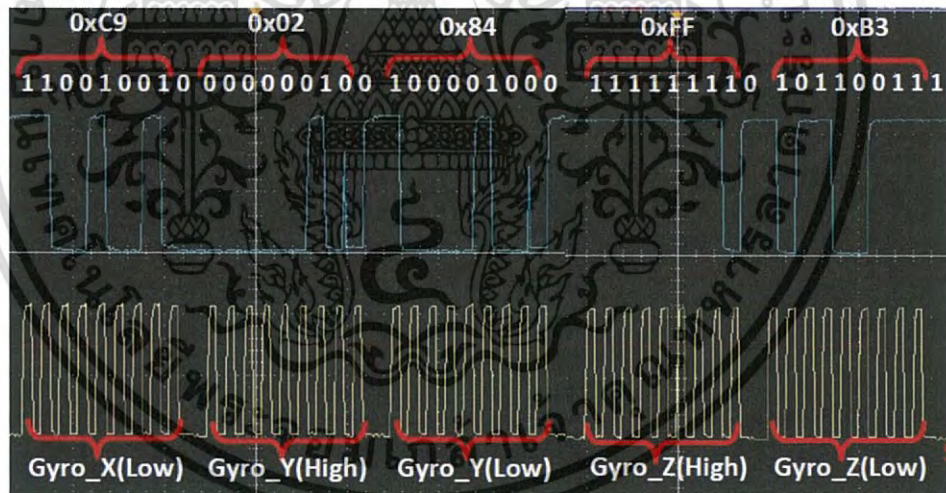 0xC9 0x02 0x84 0xFF 0xB3
110010010 000000100 100001000 111111110 101100111
Gyro_X(Low) Gyro_Y(High) Gyro_Y(Low) Gyro_Z(High) Gyro_Z(Low)